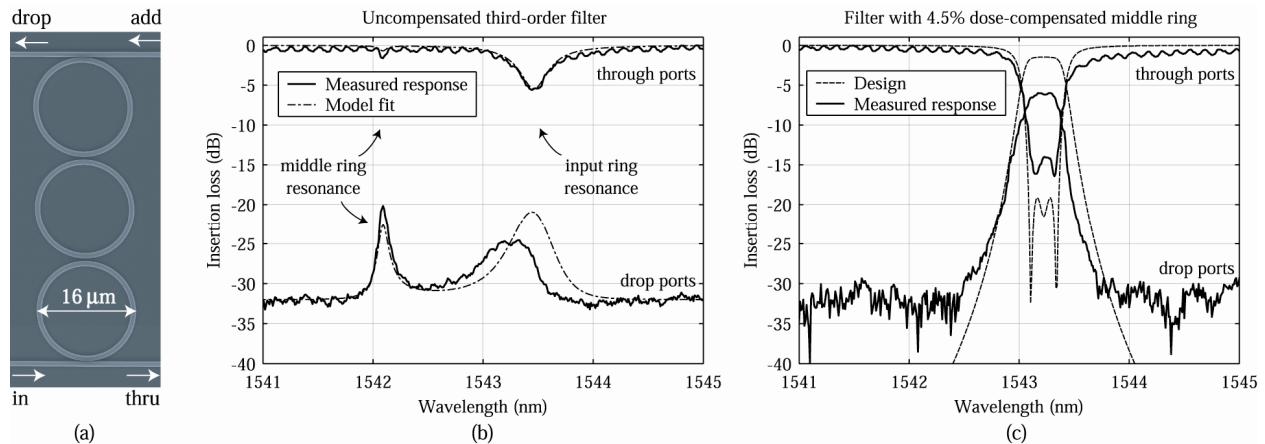 drop add
16 μm
in thru
(a)
Uncompensated third-order filter
0
-5
-10
-15
-20
-25
-30
-35
-40
Insertion loss (dB)
Measured response
Model fit
through ports
middle ring
resonance
input ring
resonance
drop ports
1541 1542 1543 1544 1545
Wavelength (nm)
(b)
Filter with 4.5% dose-compensated middle ring
0
-5
-10
-15
-20
-25
-30
-35
-40
Insertion loss (dB)
through ports
Design
Measured response
drop ports
1541 1542 1543 1544 1545
Wavelength (nm)
(c)